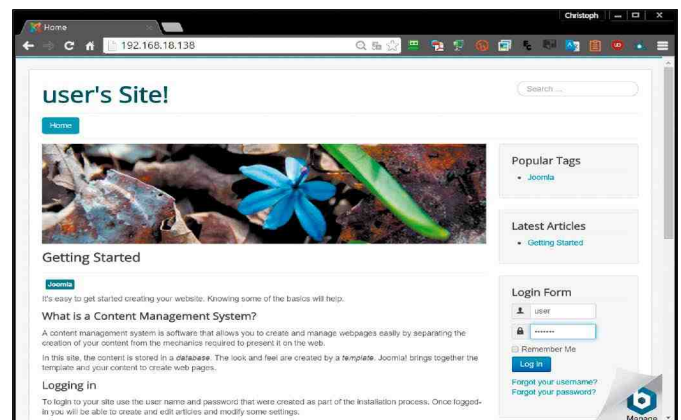 Christoph
Home
192.168.18.138
user's Site!
Search ...
Home
Popular Tags
Joomla
Latest Articles
Getting Started
Getting Started
Joomla
It's easy to get started creating your website. Knowing some of the basics will help.
What is a Content Management System?
A content management system is software that allows you to create and manage webpages easily by separating the
creation of your content from the mechanics required to present it on the web.
In this site, the content is stored in a database. The look and feel are created by a template. Joomla! brings together the
template and your content to create web pages.
Logging in
To login to your site use the user name and password that were created as part of the installation process. Once logged-
in you will be able to create and edit articles and modify some settings.
Login Form
user
Remember Me
Log in
Forgot your username?
Forgot your password?
Manage